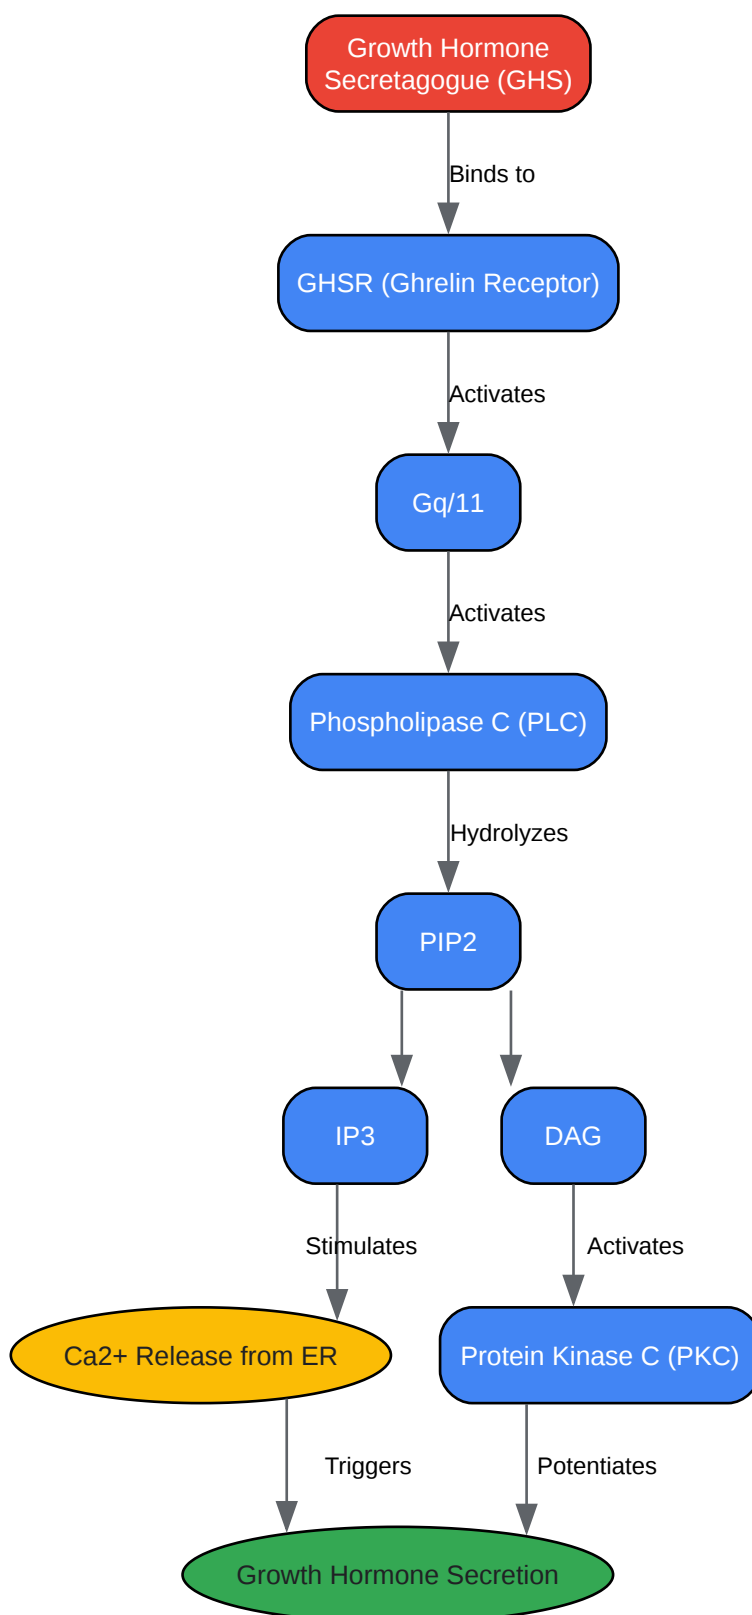 Growth Hormone
Secretagogue (GHS)
Binds to
GHSR (Ghrelin Receptor)
Activates
Gq/11
Activates
Phospholipase C (PLC)
Hydrolyzes
PIP2
IP3
DAG
Stimulates
Activates
Ca2+ Release from ER
Protein Kinase C (PKC)
Triggers
Potentiates
Growth Hormone Secretion